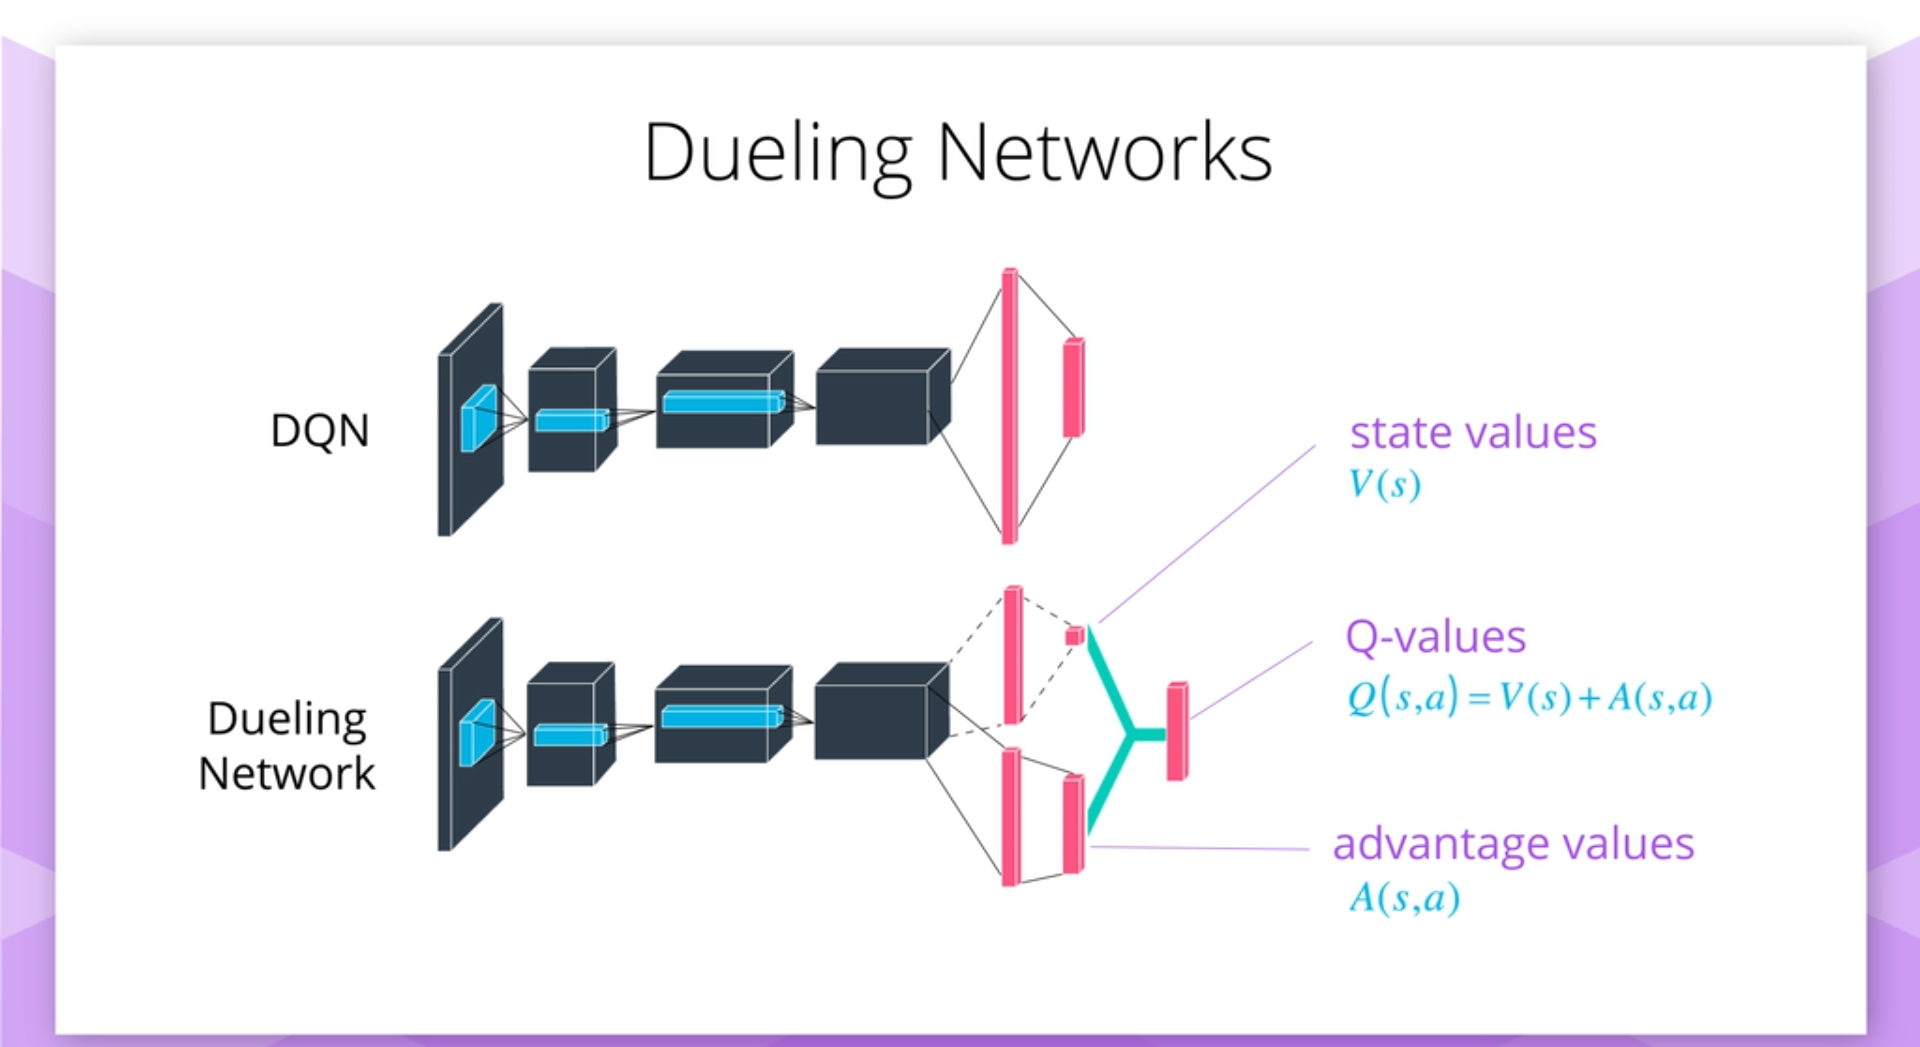 Dueling Networks
DQN
state values
V(s)
Dueling
Network
Q-values
Q(s,a) = V(s) + A(s,a)
advantage values
A(s,a)